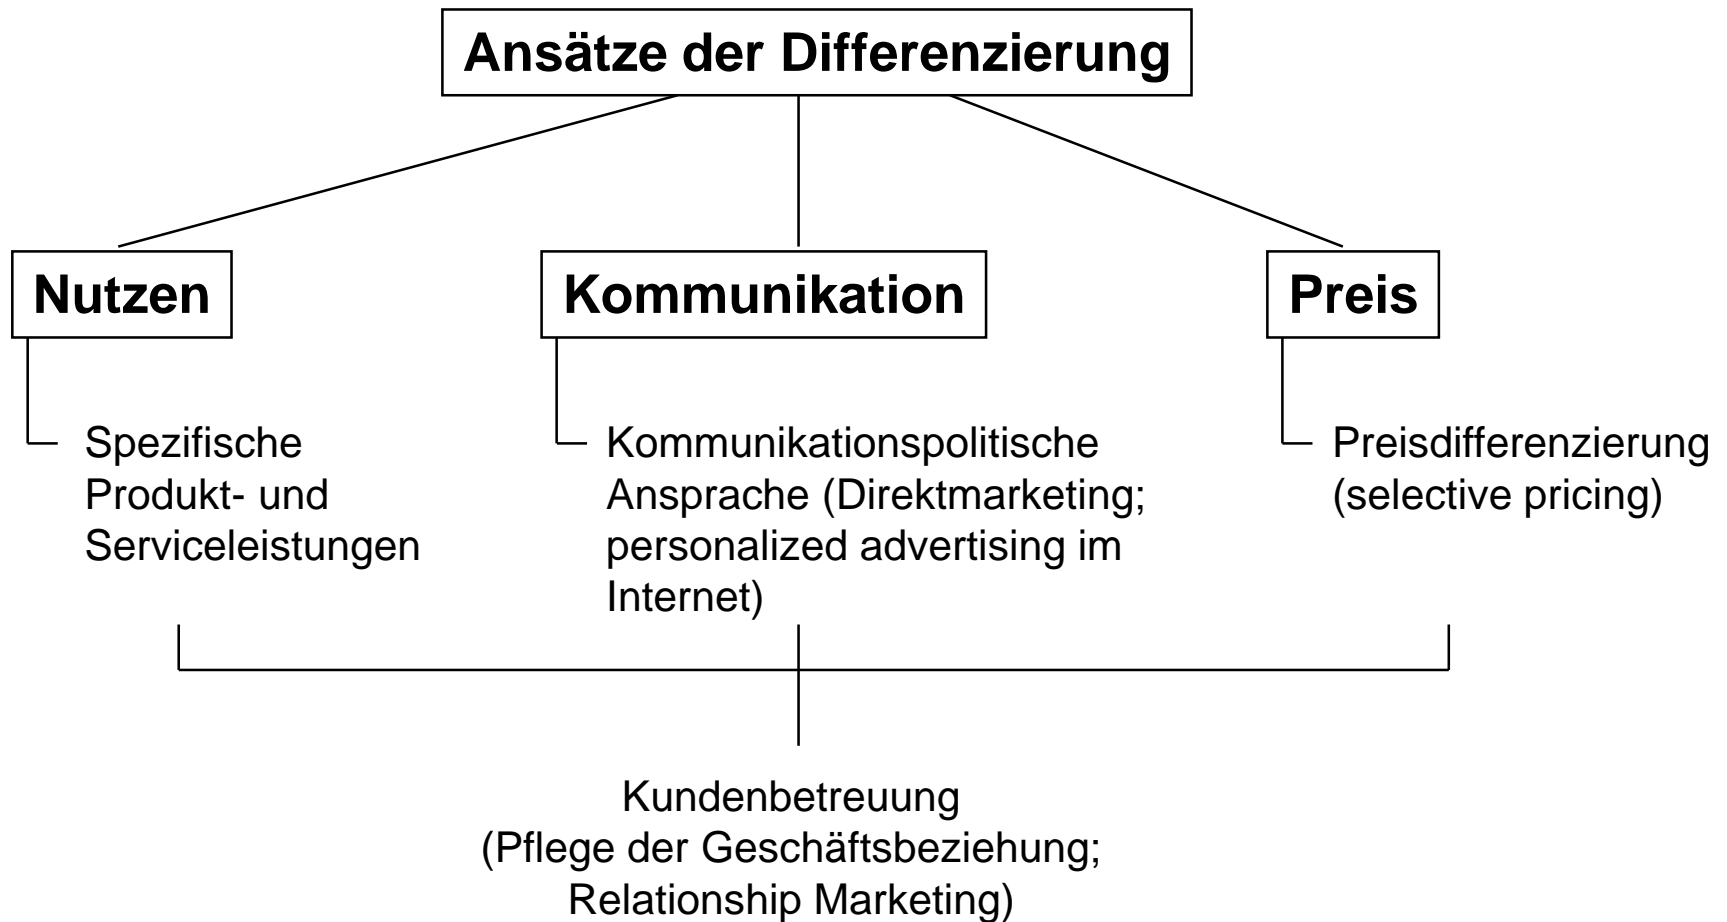 Ansätze der Differenzierung
Nutzen
Kommunikation
Preis
Spezifische
Produkt- und
Serviceleistungen
Kommunikationspolitische
Ansprache (Direktmarketing;
personalized advertising im
Internet)
Preisdifferenzierung
(selective pricing)
Kundenbetreuung
(Pflege der Geschäftsbeziehung;
Relationship Marketing)